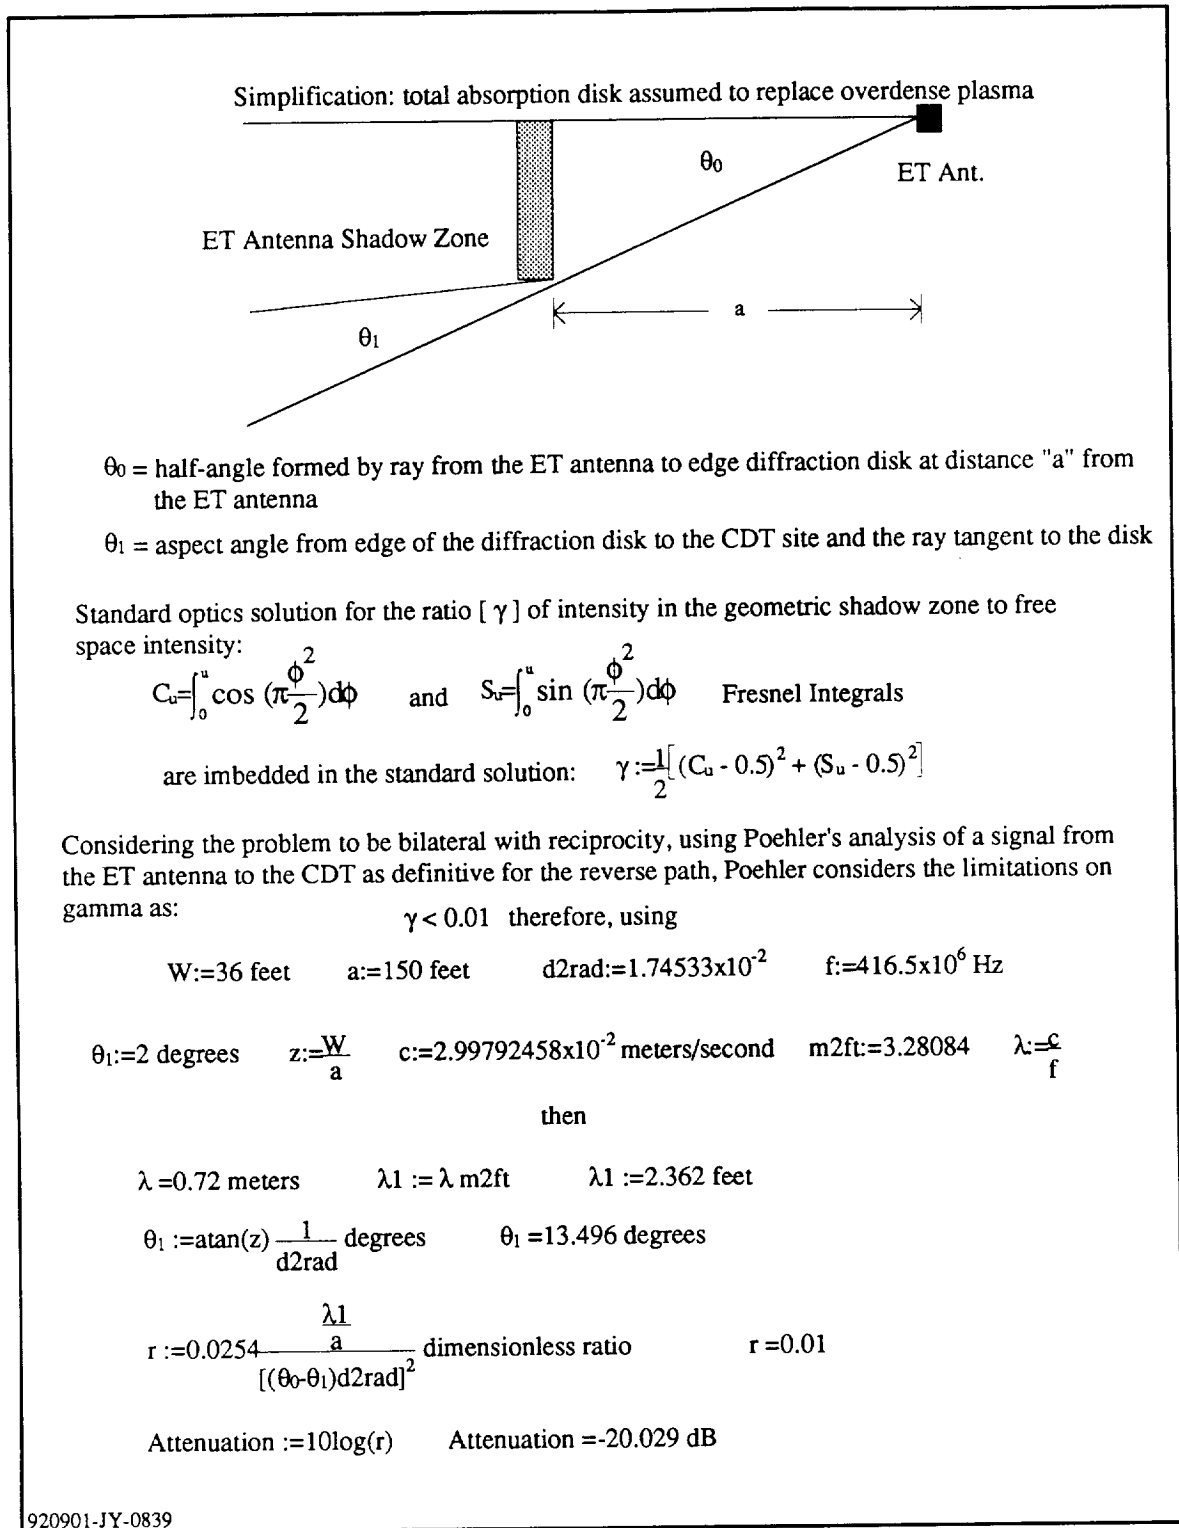 Simplification: total absorption disk assumed to replace overdense plasma
θ0
ET Ant.
ET Antenna Shadow Zone
a
θ1
θ0 = half-angle formed by ray from the ET antenna to edge diffraction disk at distance "a" from
the ET antenna
θ1 = aspect angle from edge of the diffraction disk to the CDT site and the ray tangent to the disk
Standard optics solution for the ratio [ γ ] of intensity in the geometric shadow zone to free
space intensity:
Cu=∫₀ᵘ cos (π φ²/2)dφ and Su=∫₀ᵘ sin (π φ²/2)dφ Fresnel Integrals
are imbedded in the standard solution: γ := 1/2 [ (Cu - 0.5)² + (Su - 0.5)² ]
Considering the problem to be bilateral with reciprocity, using Poehler's analysis of a signal from
the ET antenna to the CDT as definitive for the reverse path, Poehler considers the limitations on
gamma as:
γ < 0.01 therefore, using
W:=36 feet a:=150 feet d2rad:=1.74533x10⁻² f:=416.5x10⁶ Hz
θ1:=2 degrees z:=W/a c:=2.99792458x10⁻² meters/second m2ft:=3.28084 λ:=c/f
then
λ =0.72 meters λ1 := λ m2ft λ1 :=2.362 feet
θ1 :=atan(z) 1/d2rad degrees θ1 =13.496 degrees
r :=0.0254 (λ1/a)/[(θ0-θ1)d2rad]² dimensionless ratio r =0.01
Attenuation :=10log(r) Attenuation =-20.029 dB
920901-JY-0839